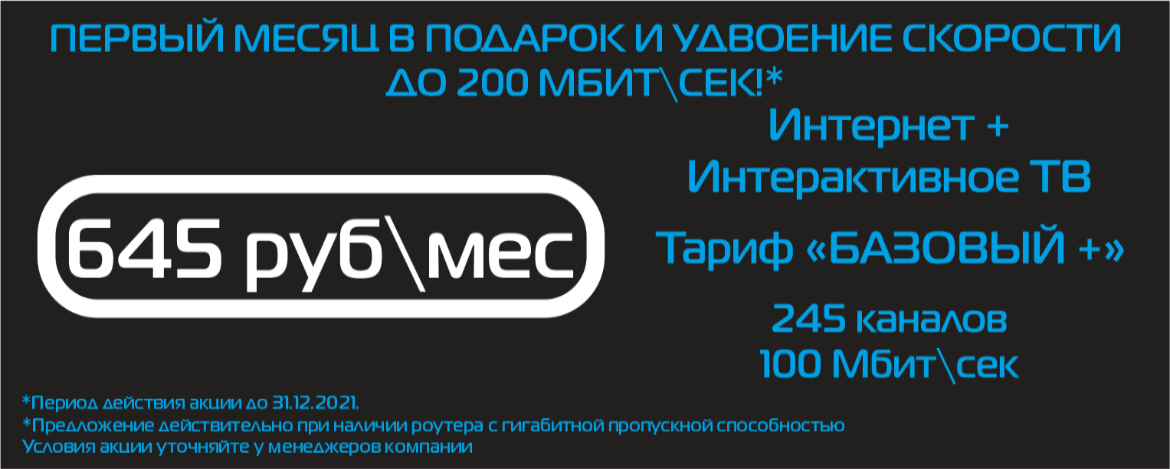 ПЕРВЫЙ МЕСЯЦ В ПОДАРОК И УДВОЕНИЕ СКОРОСТИ
ДО 200 МБИТ\СЕК!*
Интернет +
Интерактивное ТВ
645 руб\мес
Тариф «БАЗОВЫЙ +»
245 каналов
100 Мбит\сек
*Период действия акции до 31.12.2021.
*Предложение действительно при наличии роутера с гигабитной пропускной способностью
Условия акции уточняйте у менеджеров компании